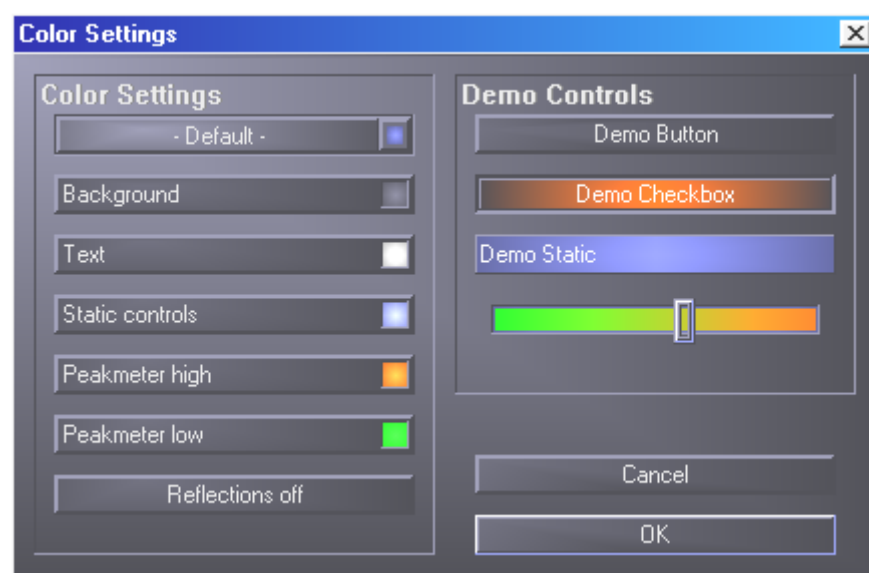 Color Settings
Color Settings
- Default -
Background
Text
Static controls
Peakmeter high
Peakmeter low
Reflections off
Demo Controls
Demo Button
Demo Checkbox
Demo Static
Cancel
OK